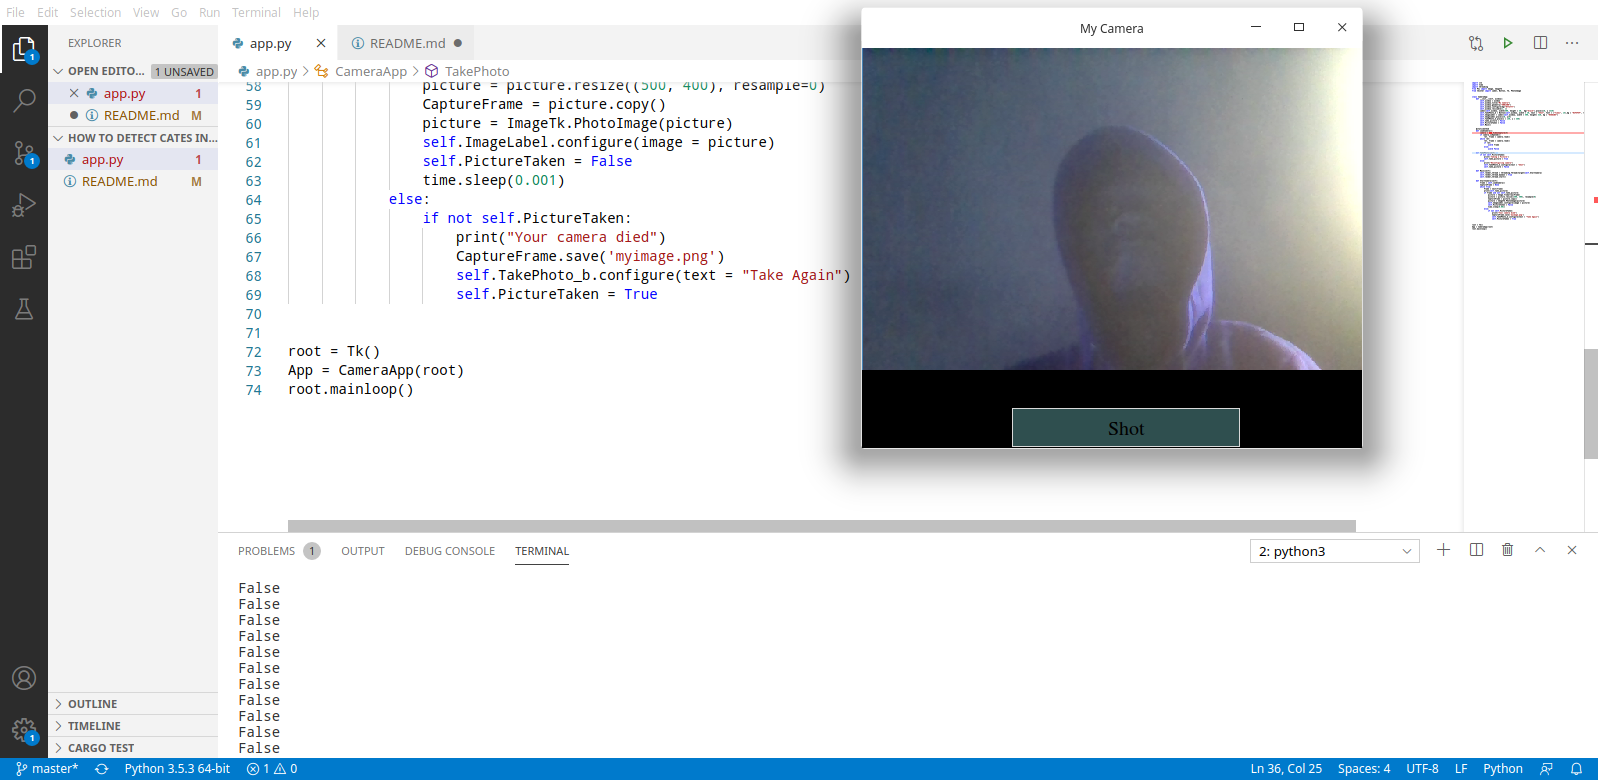 File Edit Selection View Go Run Terminal Help
My Camera
EXPLORER
app.py
README.md
OPEN EDITO... 1 UNSAVED
app.py > CameraApp > TakePhoto
app.py 1
README.md M
HOW TO DETECT CATES IN...
app.py 1
README.md M
58 picture = picture.resize((500, 400), resample=0)
59 CaptureFrame = picture.copy()
60 picture = ImageTk.PhotoImage(picture)
61 self.ImageLabel.configure(image = picture)
62 self.PictureTaken = False
63 time.sleep(0.001)
64 else:
65 if not self.PictureTaken:
66 print("Your camera died")
67 CaptureFrame.save('myimage.png')
68 self.TakePhoto_b.configure(text = "Take Again")
69 self.PictureTaken = True
70
71
72 root = Tk()
73 App = CameraApp(root)
74 root.mainloop()
Shot
PROBLEMS 1 OUTPUT DEBUG CONSOLE TERMINAL
2: python3
False
False
False
False
False
False
False
False
False
False
False
OUTLINE
TIMELINE
CARGO TEST
1
1
1
master* Python 3.5.3 64-bit 1 0
Ln 36, Col 25 Spaces: 4 UTF-8 LF Python